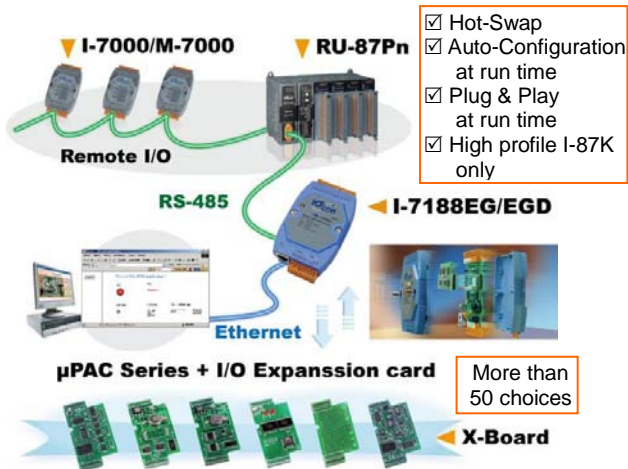 I-7000/M-7000
RU-87Pn
☑ Hot-Swap
☑ Auto-Configuration
at run time
☑ Plug & Play
at run time
☑ High profile I-87K
only
Remote I/O
RS-485
I-7188EG/EGD
Ethernet
µPAC Series + I/O Expanssion card
More than
50 choices
X-Board